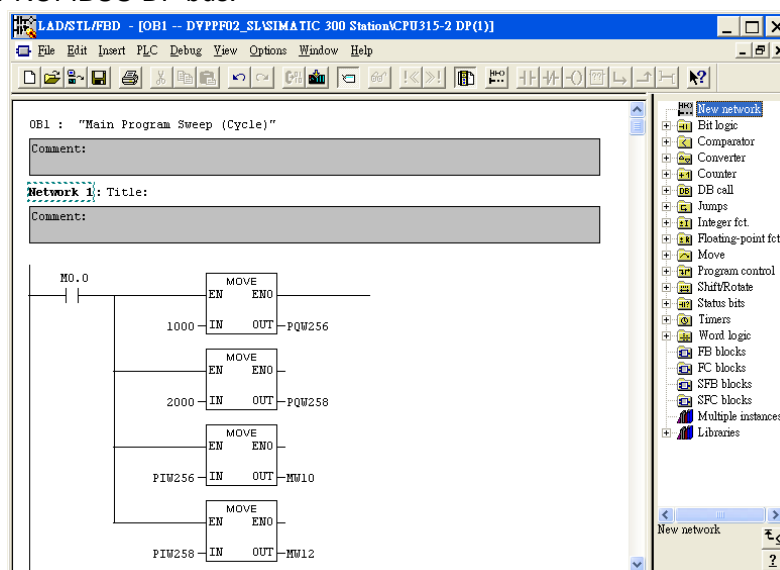 PROFIBUS DP bus.
LAD/STL/FBD - [OB1 -- DVPPF02_SL\SIMATIC 300 Station\CPU315-2 DP(1)]
File Edit Insert PLC Debug View Options Window Help
OB1 : "Main Program Sweep (Cycle)"
Comment:
Network 1: Title:
Comment:
M0.0
MOVE
EN ENO
1000 IN OUT PQW256
MOVE
EN ENO
2000 IN OUT PQW258
MOVE
EN ENO
PIW256 IN OUT MW10
MOVE
EN ENO
PIW258 IN OUT MW12
New network
Bit logic
Comparator
Converter
Counter
DB call
Jumps
Integer fct.
Floating-point fct
Move
Program control
Shift/Rotate
Status bits
Timers
Word logic
FB blocks
FC blocks
SFB blocks
SFC blocks
Multiple instances
Libraries
New network